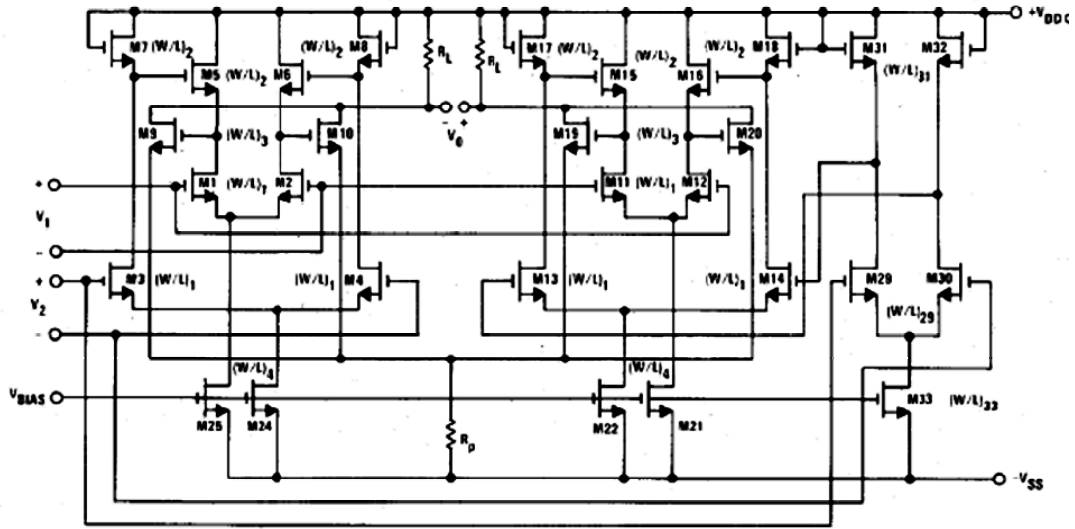 +VDDG
M7 (W/L)2 (W/L)2 M8 RL RL M17 (W/L)2 (W/L)2 M18 M31 M32
M5 (W/L)2 M6 M15 (W/L)2 M16 (W/L)31
M9 (W/L)3 M10 - + V0 M19 (W/L)3 M20
+ M1 (W/L)1 M2 M11 (W/L)1 M12
V1
-
+ M3 (W/L)1 (W/L)1 M4 M13 (W/L)1 (W/L)1 M14 M29 M30
V2
- (W/L)29
(W/L)4 (W/L)4
VBIAS M33 (W/L)33
M25 M24 Rp M22 M21
-VSS